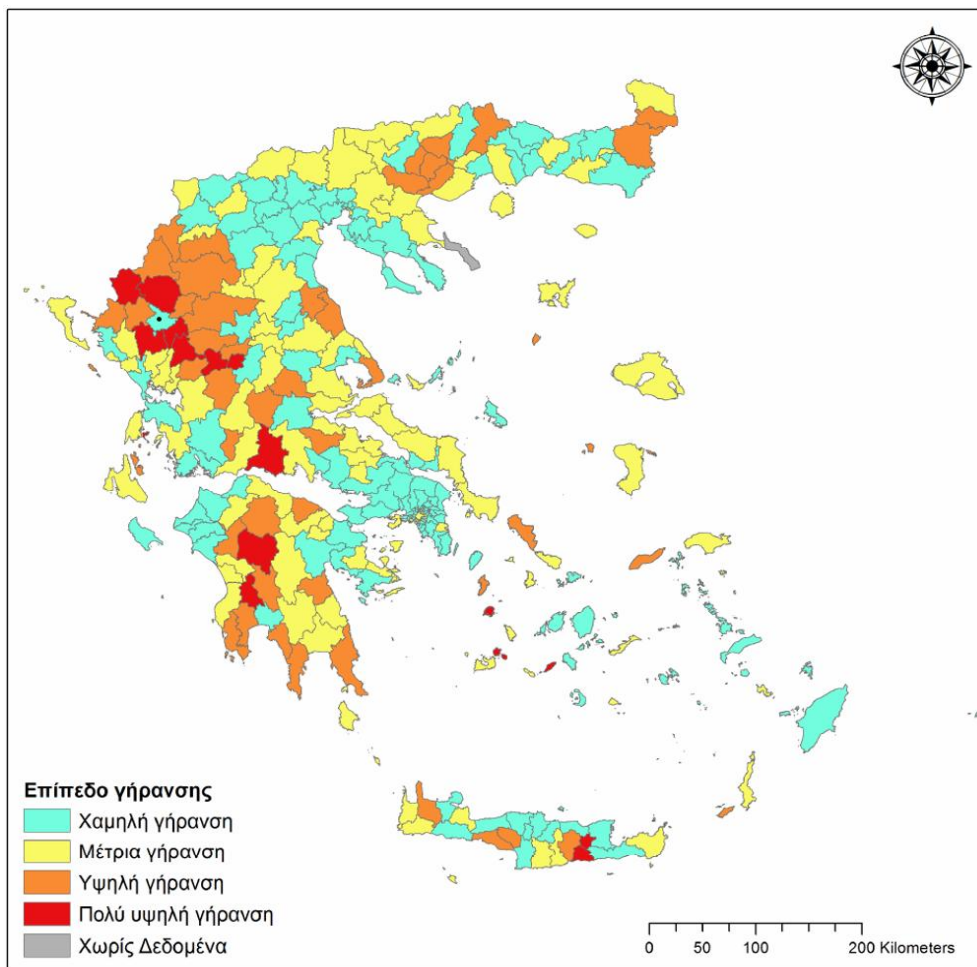 Επίπεδο γήρανσης
Χαμηλή γήρανση
Μέτρια γήρανση
Υψηλή γήρανση
Πολύ υψηλή γήρανση
Χωρίς Δεδομένα
0 50 100 200 Kilometers